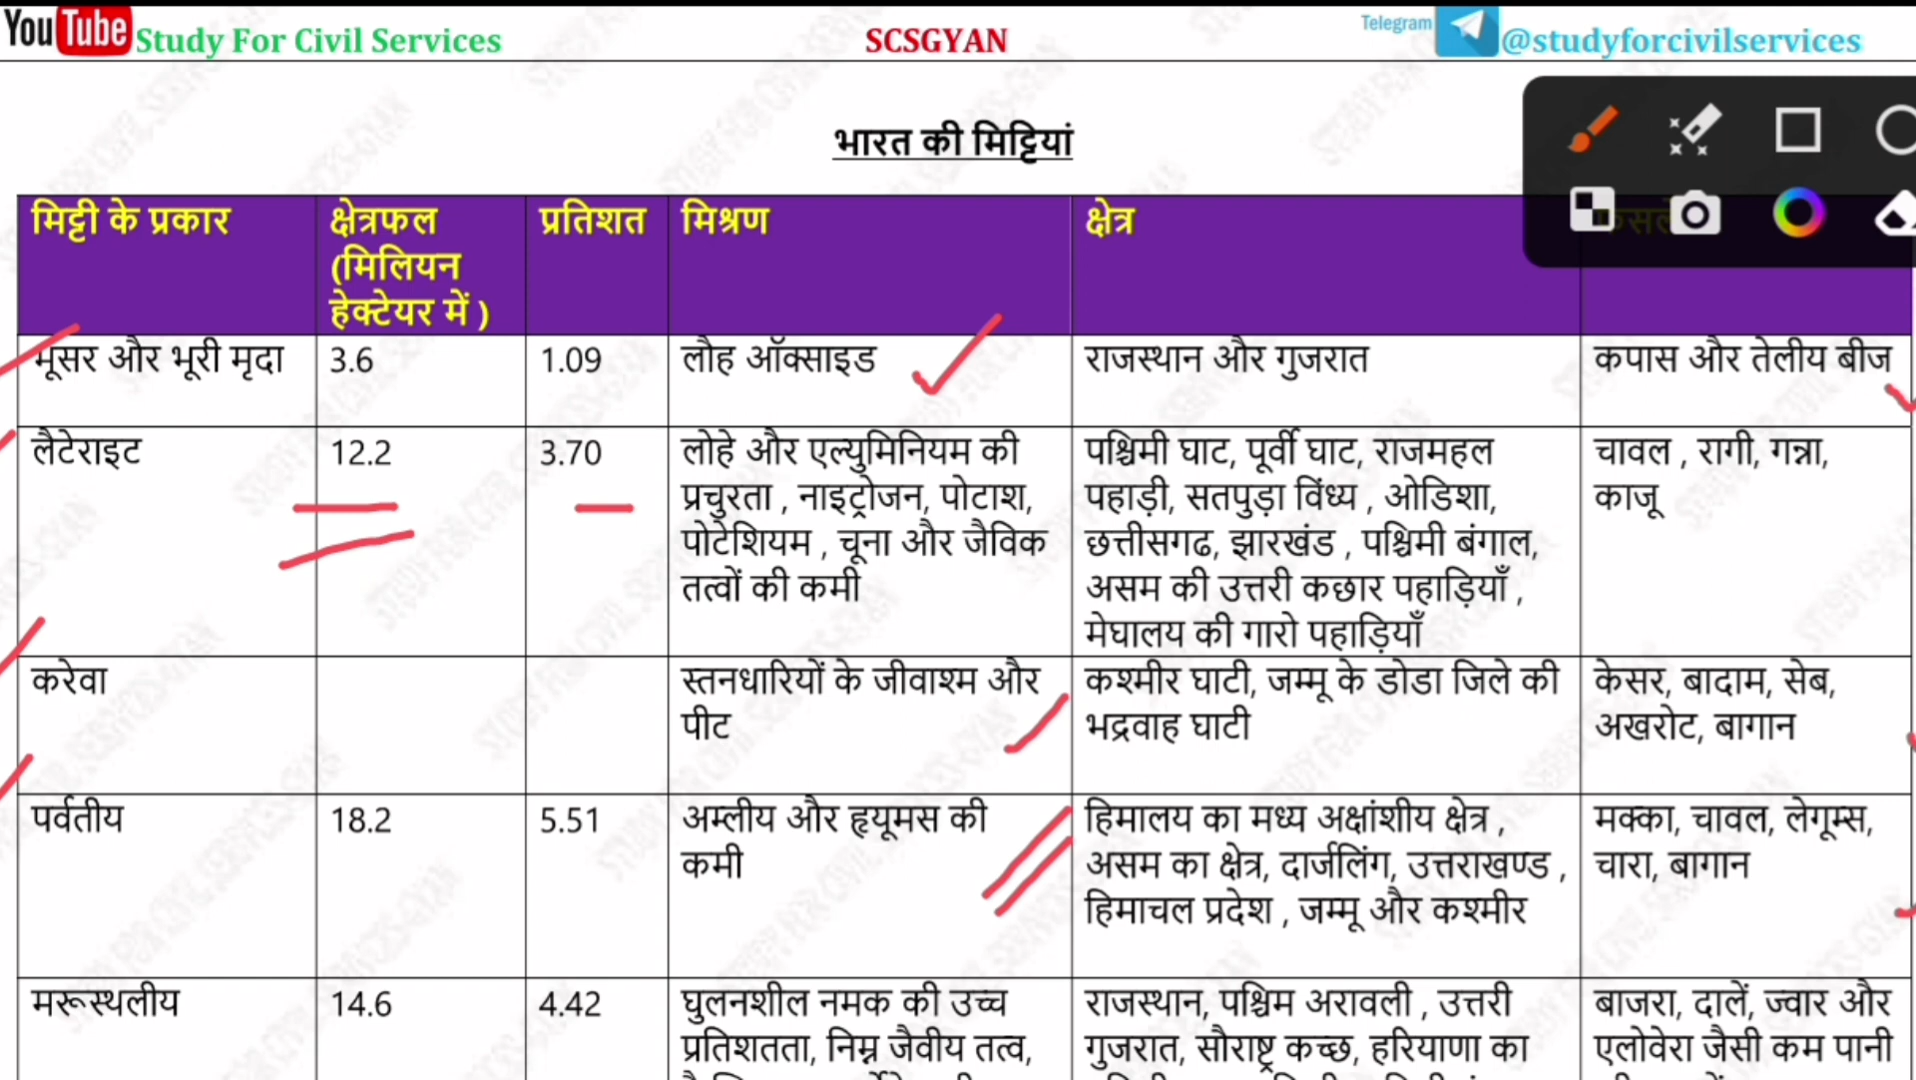 YouTube Study For Civil Services
SCSGYAN
Telegram @studyforcivilservices
भारत की मिट्टियां
मिट्टी के प्रकार
क्षेत्रफल
(मिलियन
हेक्टेयर में )
प्रतिशत
मिश्रण
क्षेत्र
भूसर और भूरी मृदा
3.6
1.09
लौह ऑक्साइड
राजस्थान और गुजरात
कपास और तेलीय बीज
लैटेराइट
12.2
3.70
लोहे और एल्युमिनियम की
प्रचुरता , नाइट्रोजन, पोटाश,
पोटेशियम , चूना और जैविक
तत्वों की कमी
पश्चिमी घाट, पूर्वी घाट, राजमहल
पहाड़ी, सतपुड़ा विंध्य , ओडिशा,
छत्तीसगढ, झारखंड , पश्चिमी बंगाल,
असम की उत्तरी कछार पहाड़ियाँ ,
मेघालय की गारो पहाड़ियाँ
चावल , रागी, गन्ना,
काजू
करेवा
स्तनधारियों के जीवाश्म और
पीट
कश्मीर घाटी, जम्मू के डोडा जिले की
भद्रवाह घाटी
केसर, बादाम, सेब,
अखरोट, बागान
पर्वतीय
18.2
5.51
अम्लीय और हृयूमस की
कमी
हिमालय का मध्य अक्षांशीय क्षेत्र ,
असम का क्षेत्र, दार्जलिंग, उत्तराखण्ड ,
हिमाचल प्रदेश , जम्मू और कश्मीर
मक्का, चावल, लेगूम्स,
चारा, बागान
मरूस्थलीय
14.6
4.42
घुलनशील नमक की उच्च
प्रतिशतता, निम्न जैवीय तत्व,
राजस्थान, पश्चिम अरावली , उत्तरी
गुजरात, सौराष्ट्र कच्छ, हरियाणा का
बाजरा, दालें, ज्वार और
एलोवेरा जैसी कम पानी